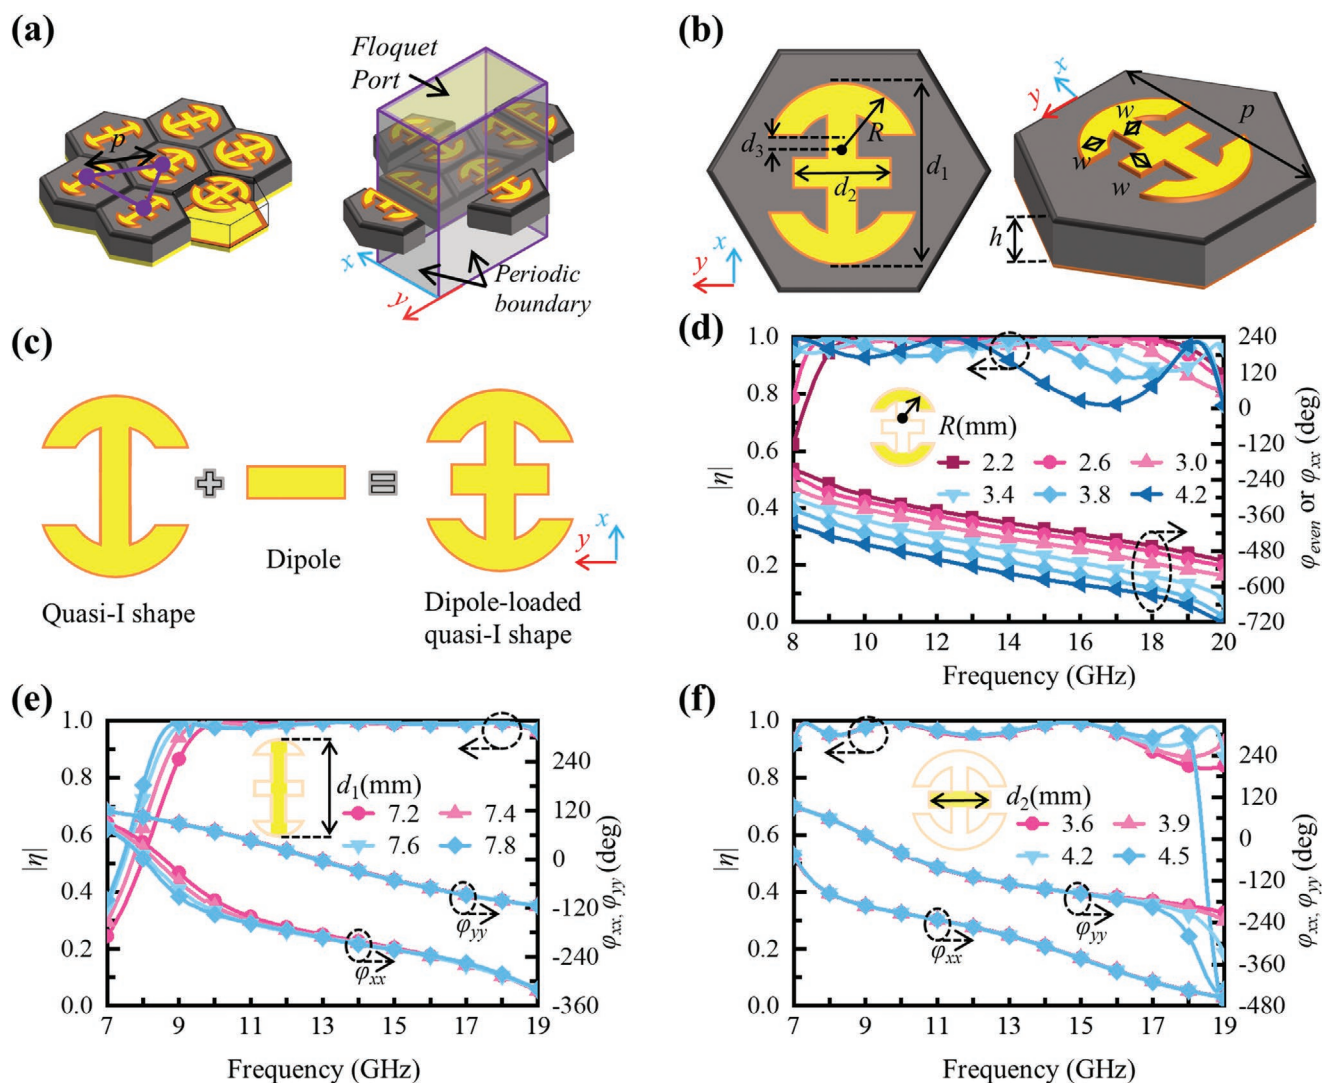 (a)
Floquet
Port
p
x
y
Periodic
boundary
(b)
d3
R
d2
d1
x
y
x
y
w
w
w
p
h
(c)
Quasi-I shape
Dipole
Dipole-loaded
quasi-I shape
x
y
(d)
1.0
0.8
0.6
0.4
0.2
0.0
|η|
R(mm)
2.2 2.6 3.0
3.4 3.8 4.2
240
120
0
-120
-240
-360
-480
-600
-720
φeven or φxx (deg)
8 10 12 14 16 18 20
Frequency (GHz)
(e)
1.0
0.8
0.6
0.4
0.2
0.0
|η|
d1(mm)
7.2 7.4
7.6 7.8
φyy
φxx
240
120
0
-120
-240
-360
φxx, φyy (deg)
7 9 11 13 15 17 19
Frequency (GHz)
(f)
1.0
0.8
0.6
0.4
0.2
0.0
|η|
d2(mm)
3.6 3.9
4.2 4.5
φxx
φyy
240
120
0
-120
-240
-360
-480
φxx, φyy (deg)
7 9 11 13 15 17 19
Frequency (GHz)